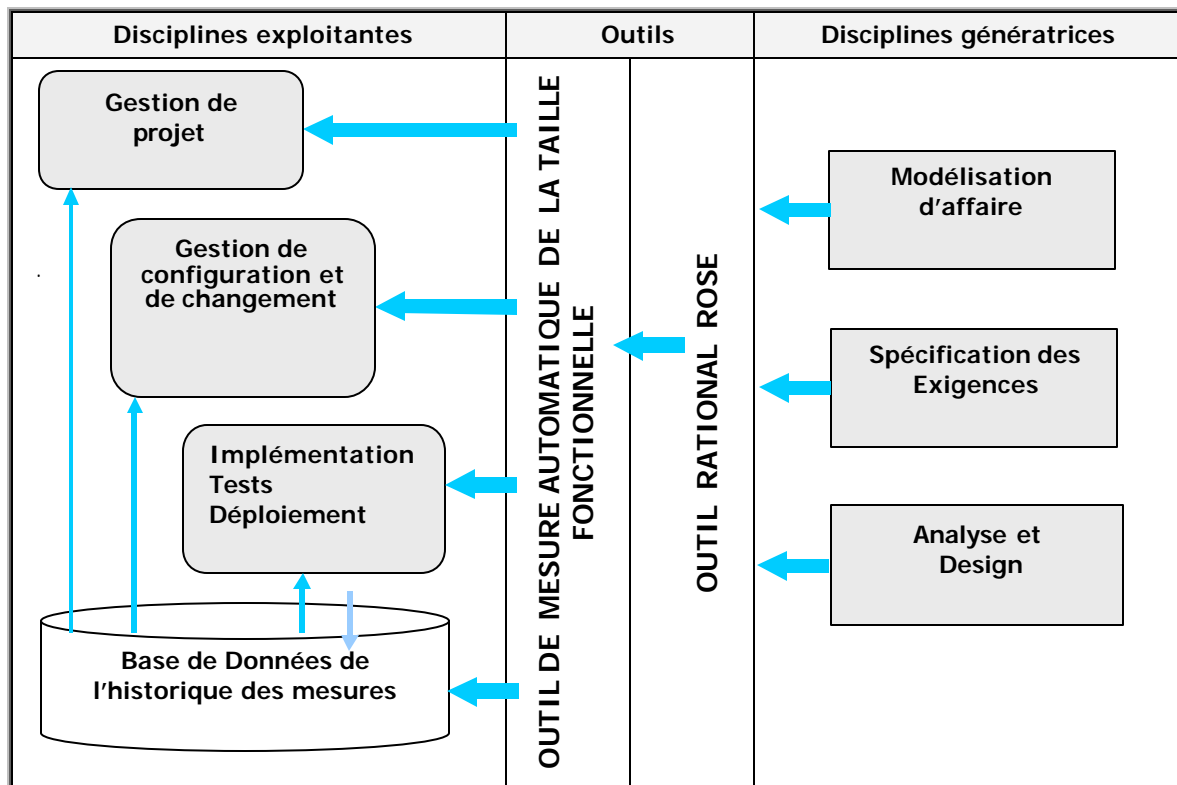 Disciplines exploitantes
Outils
Disciplines génératrices
Gestion de
projet
Gestion de
configuration et
de changement
Implémentation
Tests
Déploiement
Base de Données de
l'historique des mesures
OUTIL DE MESURE AUTOMATIQUE DE LA TAILLE
FONCTIONNELLE
OUTIL RATIONAL ROSE
Modélisation
d'affaire
Spécification des
Exigences
Analyse et
Design